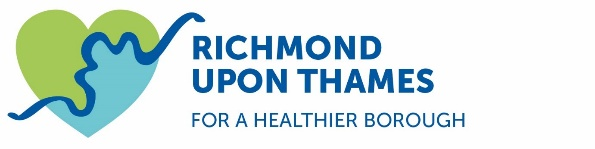 RICHMOND
UPON THAMES
FOR A HEALTHIER BOROUGH